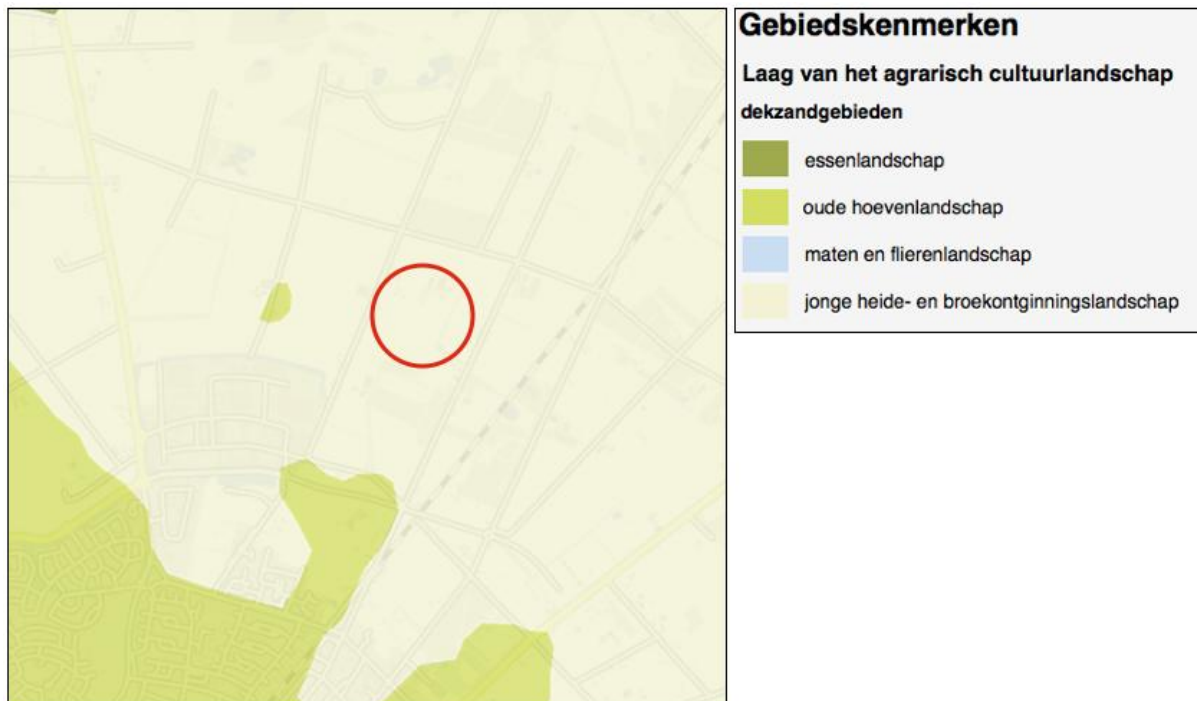 Gebiedskenmerken
Laag van het agrarisch cultuurlandschap
dekzandgebieden
essenlandschap
oude hoevenlandschap
maten en flierenlandschap
jonge heide- en broekontginningslandschap